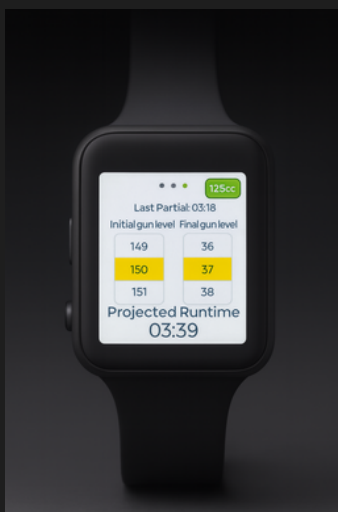 125cc
Last Partial: 03:18
Initial gun level Final gun level
149 36
150 37
151 38
Projected Runtime
03:39